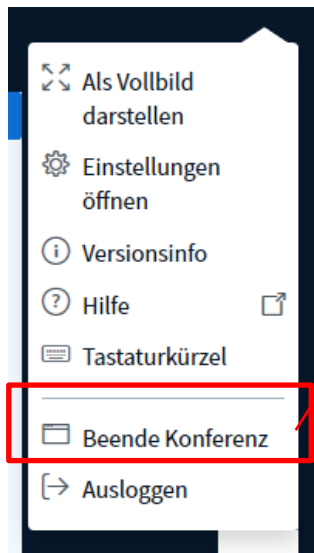 Als Vollbild
darstellen
Einstellungen
öffnen
Versionsinfo
Hilfe
Tastaturkürzel
Beende Konferenz
Ausloggen